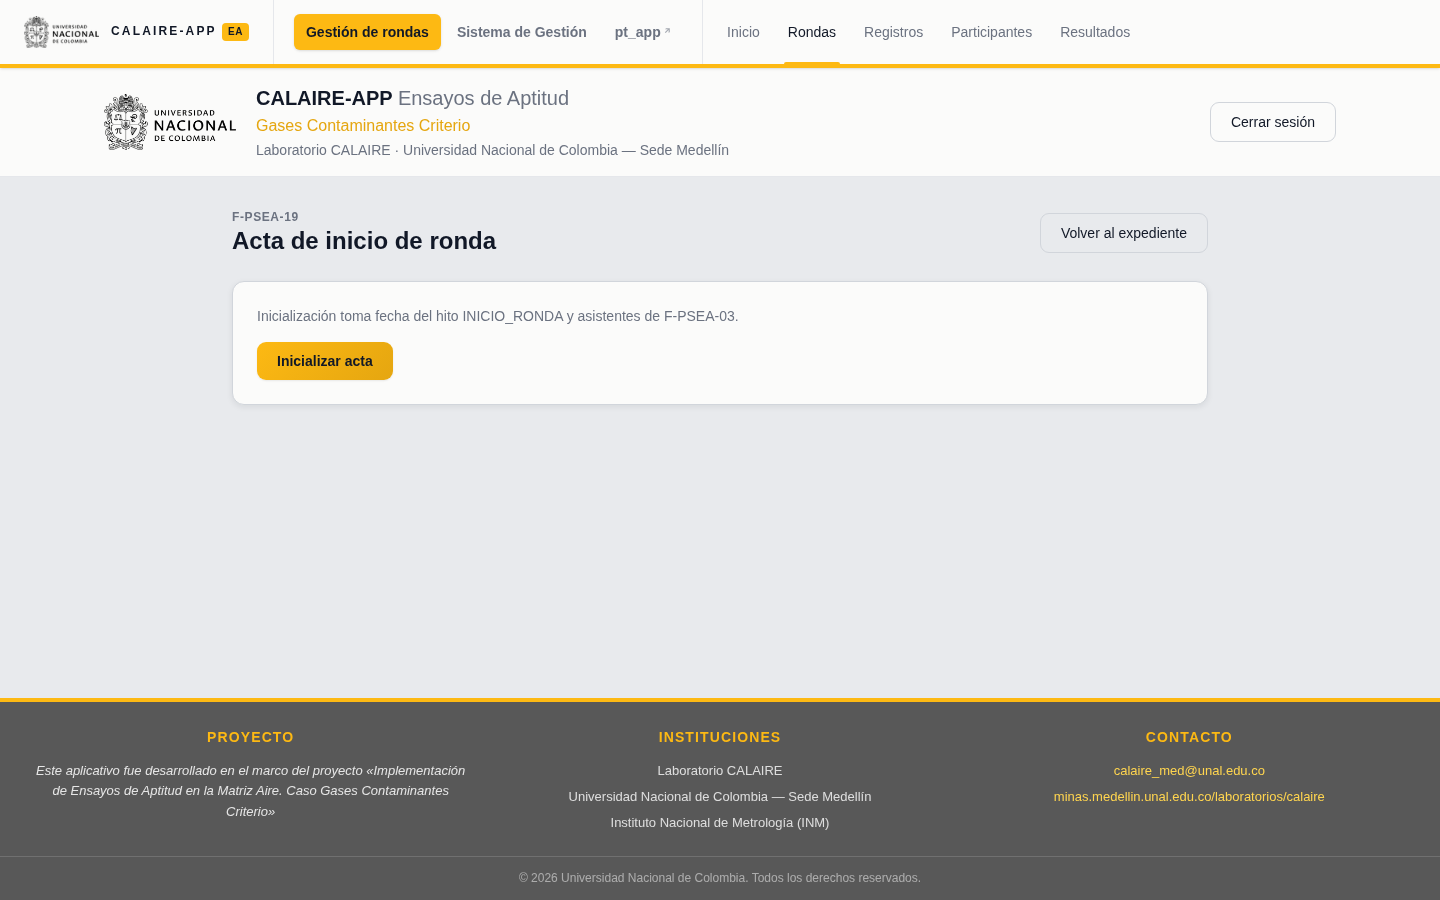 UNIVERSIDAD
NACIONAL
DE COLOMBIA
CALAIRE-APP EA
Gestión de rondas
Sistema de Gestión
pt_app ↗
Inicio
Rondas
Registros
Participantes
Resultados
UNIVERSIDAD
NACIONAL
DE COLOMBIA
CALAIRE-APP Ensayos de Aptitud
Gases Contaminantes Criterio
Laboratorio CALAIRE · Universidad Nacional de Colombia — Sede Medellín
Cerrar sesión
F-PSEA-19
Acta de inicio de ronda
Volver al expediente
Inicialización toma fecha del hito INICIO_RONDA y asistentes de F-PSEA-03.
Inicializar acta
PROYECTO
Este aplicativo fue desarrollado en el marco del proyecto «Implementación
de Ensayos de Aptitud en la Matriz Aire. Caso Gases Contaminantes
Criterio»
INSTITUCIONES
Laboratorio CALAIRE
Universidad Nacional de Colombia — Sede Medellín
Instituto Nacional de Metrología (INM)
CONTACTO
calaire_med@unal.edu.co
minas.medellin.unal.edu.co/laboratorios/calaire
© 2026 Universidad Nacional de Colombia. Todos los derechos reservados.